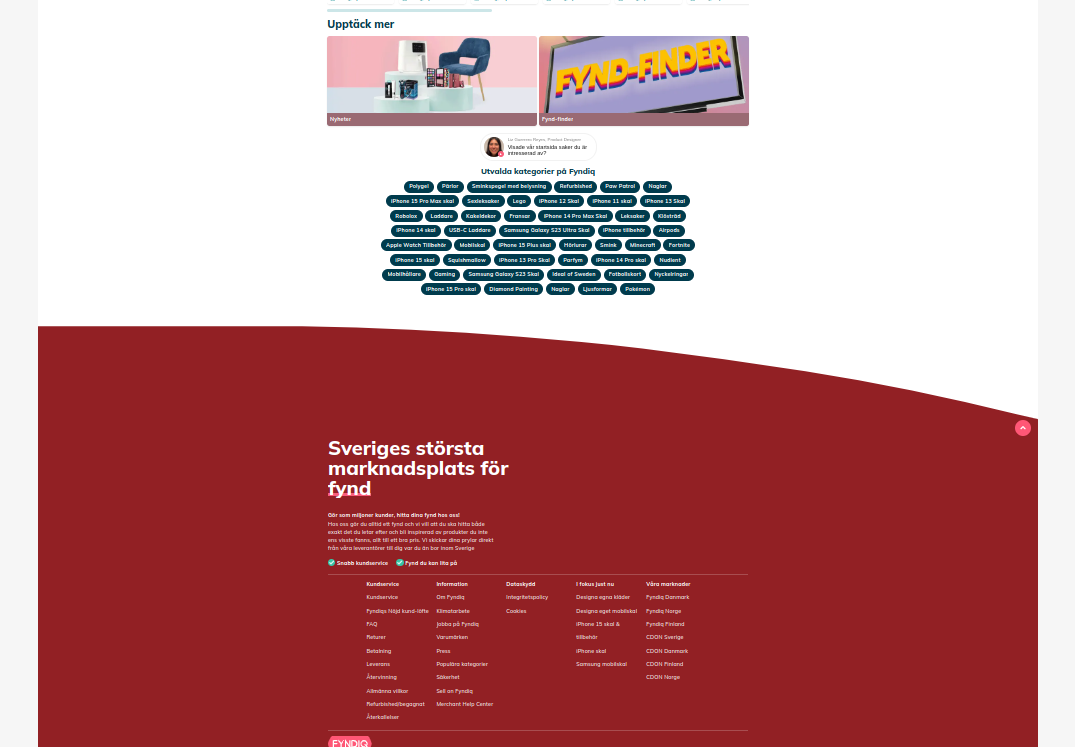 Upptäck mer
FYND-FINDER
Nyheter
Fynd-finder
Visade vår startsida saker du är
intresserad av?
Utvalda kategorier på Fyndiq
Polygel Pärlor Sminkspegel med belysning Refurbished Paw Patrol Naglar
iPhone 15 Pro Max skal Sexleksaker Lego iPhone 12 Skal iPhone 11 skal iPhone 13 Skal
Robolox Laddare Kakeldekor Fransar iPhone 14 Pro Max Skal Leksaker Klösträd
iPhone 14 skal USB-C Laddare Samsung Galaxy S23 Ultra Skal iPhone tillbehör Airpods
Apple Watch Tillbehör Mobilskal iPhone 15 Plus skal Hörlurar Smink Minecraft Fortnite
iPhone 15 skal Squishmallow iPhone 13 Pro Skal Parfym iPhone 14 Pro skal Nudient
Mobilhållare Gaming Samsung Galaxy S23 Skal Ideal of Sweden Fotbollskort Nyckelringar
iPhone 15 Pro skal Diamond Painting Naglar Ljusformar Pokémon
Sveriges största
marknadsplats för
fynd
Gör som miljoner kunder, hitta dina fynd hos oss!
Hos oss gör du alltid ett fynd och vi vill att du ska hitta både
exakt det du letar efter och bli inspirerad av produkter du inte
ens visste fanns, allt till ett bra pris. Vi skickar dina prylar direkt
från våra leverantörer till dig var du än bor inom Sverige
Snabb kundservice Fynd du kan lita på
Kundservice
Kundservice
Fyndiqs Nöjd kund-löfte
FAQ
Returer
Betalning
Leverans
Återvinning
Allmänna villkor
Refurbished/begagnat
Återkallelser
Information
Om Fyndiq
Klimatarbete
Jobba på Fyndiq
Varumärken
Press
Populära kategorier
Säkerhet
Sell on Fyndiq
Merchant Help Center
Dataskydd
Integritetspolicy
Cookies
I fokus just nu
Designa egna kläder
Designa eget mobilskal
iPhone 15 skal &
tillbehör
iPhone skal
Samsung mobilskal
Våra marknader
Fyndiq Danmark
Fyndiq Norge
Fyndiq Finland
CDON Sverige
CDON Danmark
CDON Finland
CDON Norge
FYNDIQ